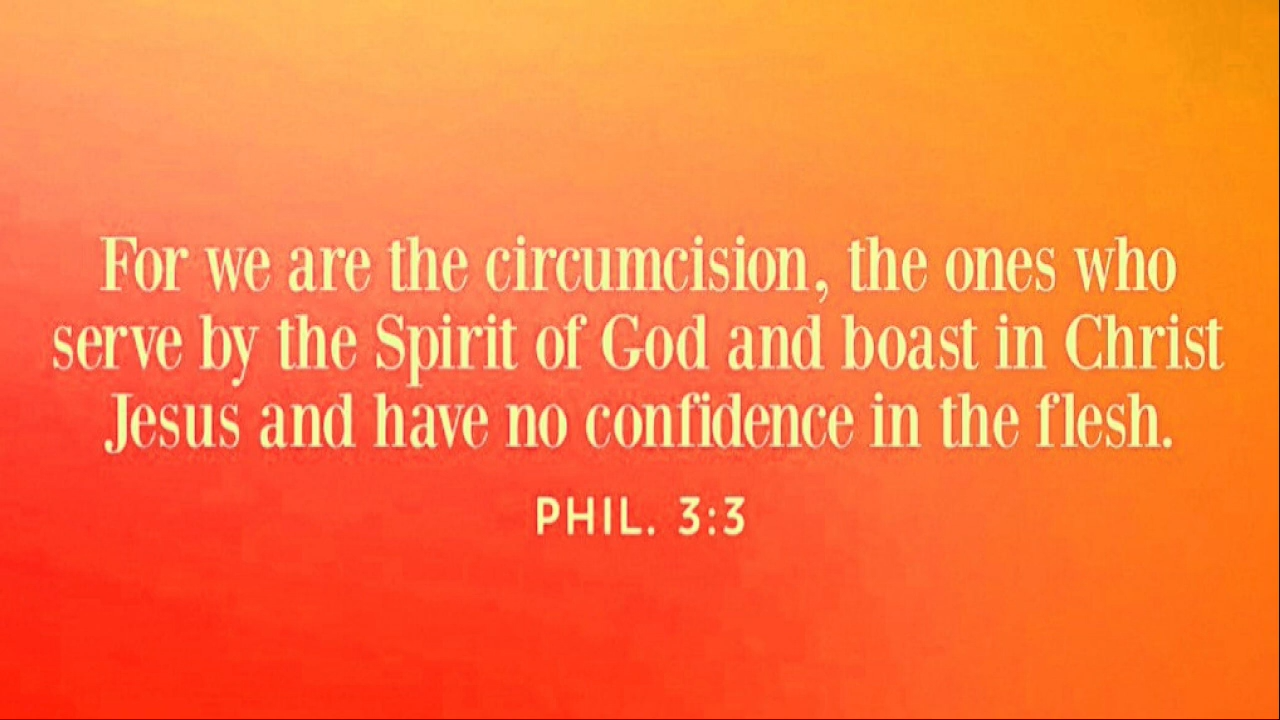 For we are the circumcision, the ones who
serve by the Spirit of God and boast in Christ
Jesus and have no confidence in the flesh.
PHIL. 3:3